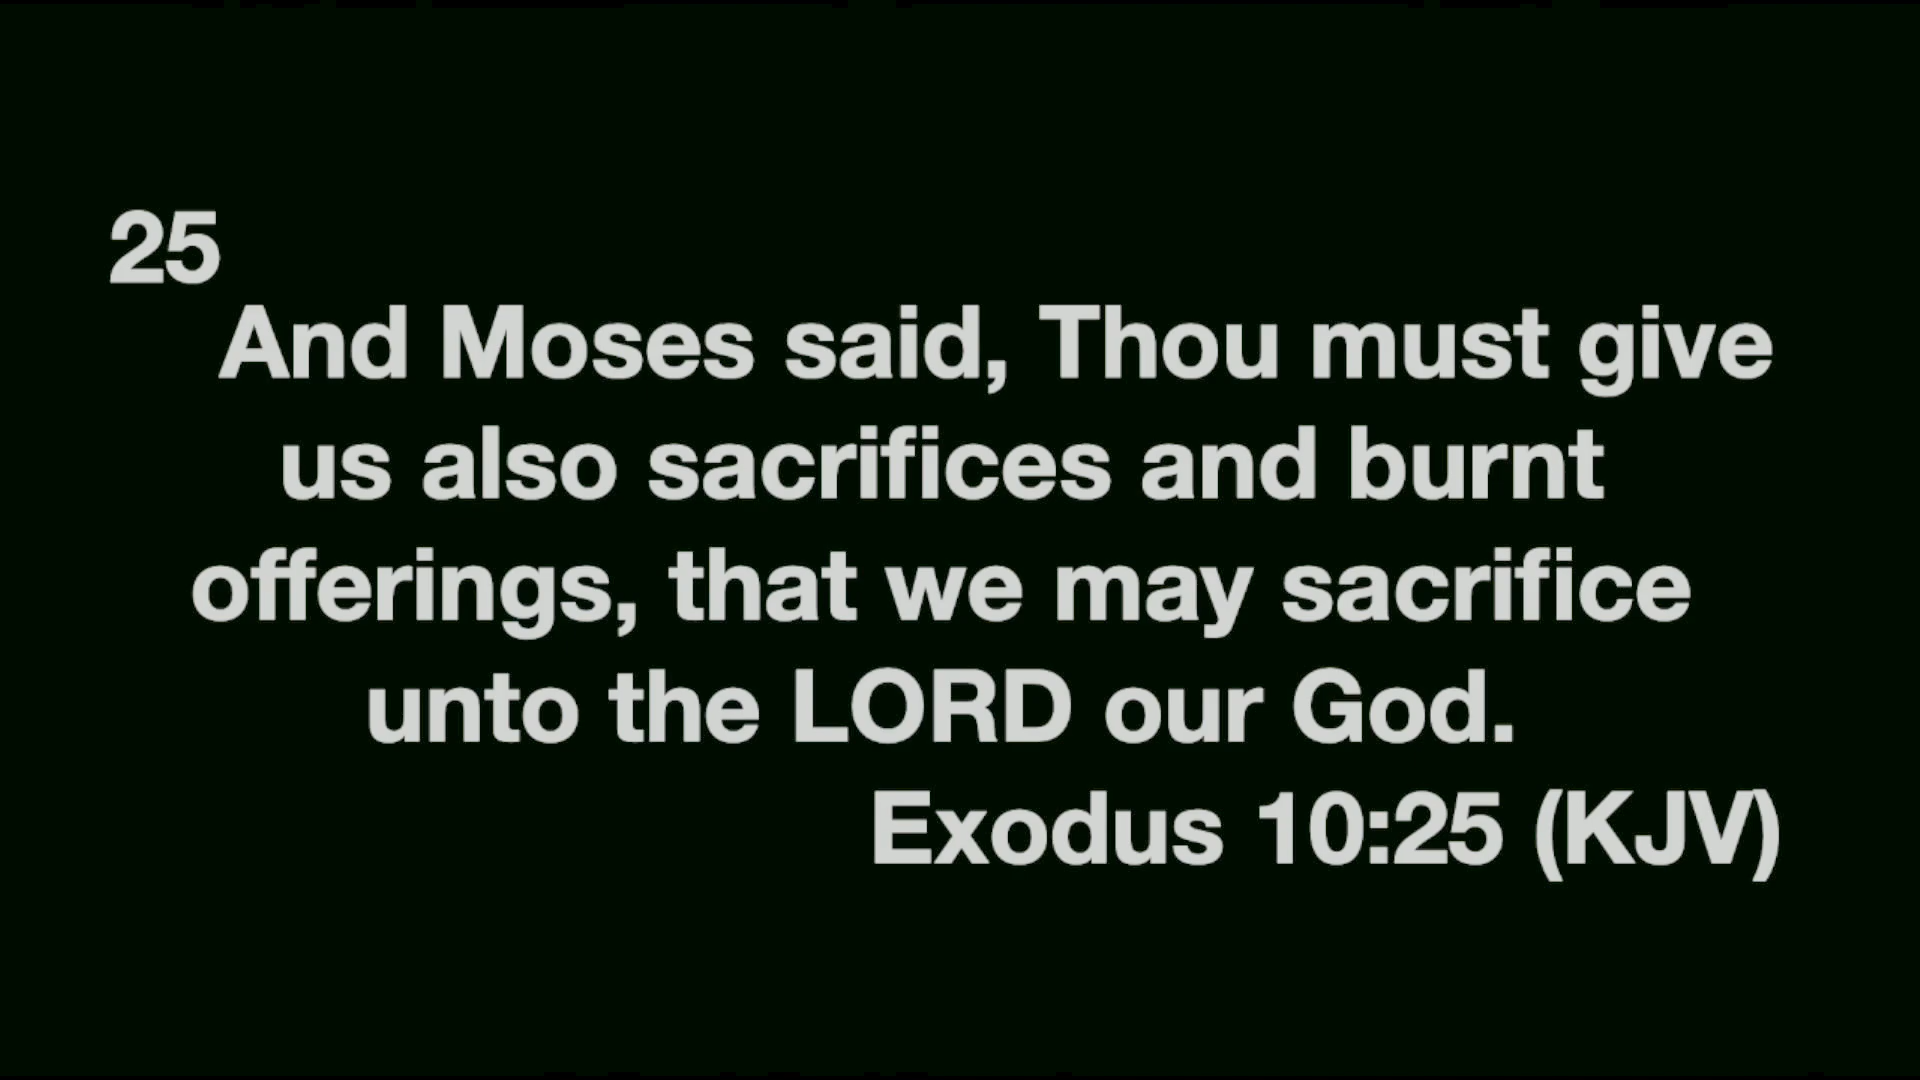 25
And Moses said, Thou must give
us also sacrifices and burnt
offerings, that we may sacrifice
unto the LORD our God.
Exodus 10:25 (KJV)